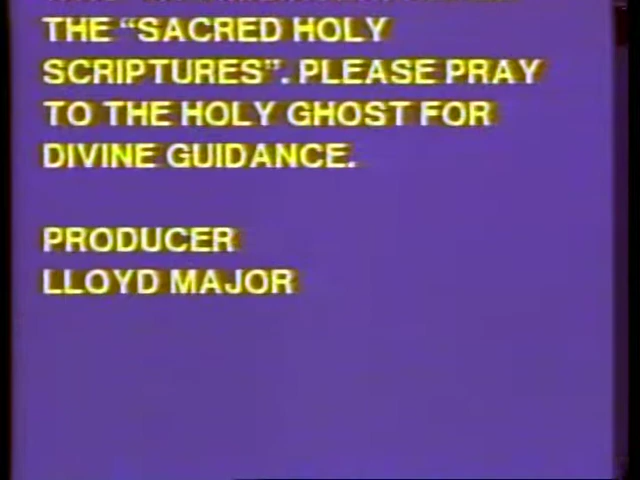 THE “SACRED HOLY
SCRIPTURES”. PLEASE PRAY
TO THE HOLY GHOST FOR
DIVINE GUIDANCE.
PRODUCER
LLOYD MAJOR